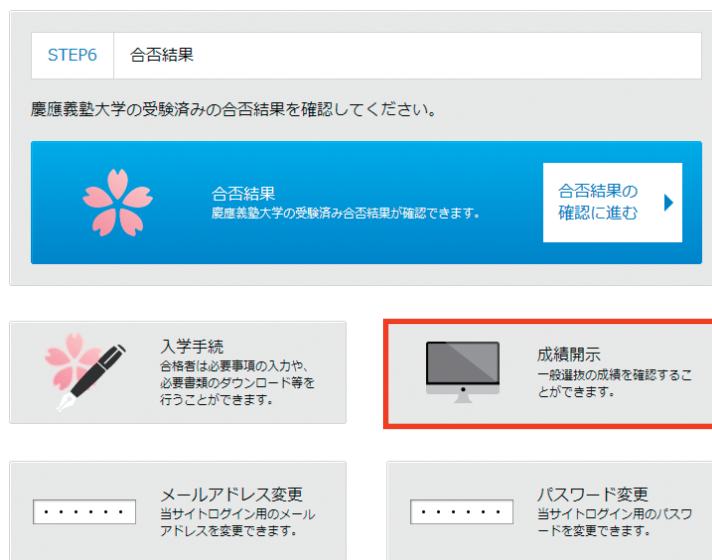 STEP6 合否結果
慶應義塾大学の受験済みの合否結果を確認してください。
合否結果
慶應義塾大学の受験済み合否結果が確認できます。
合否結果の
確認に進む
入学手続
合格者は必要事項の入力や、
必要書類のダウンロード等を
行うことができます。
成績開示
一般選抜の成績を確認するこ
とができます。
メールアドレス変更
当サイトログイン用のメール
アドレスを変更できます。
パスワード変更
当サイトログイン用のパスワ
ードを変更できます。